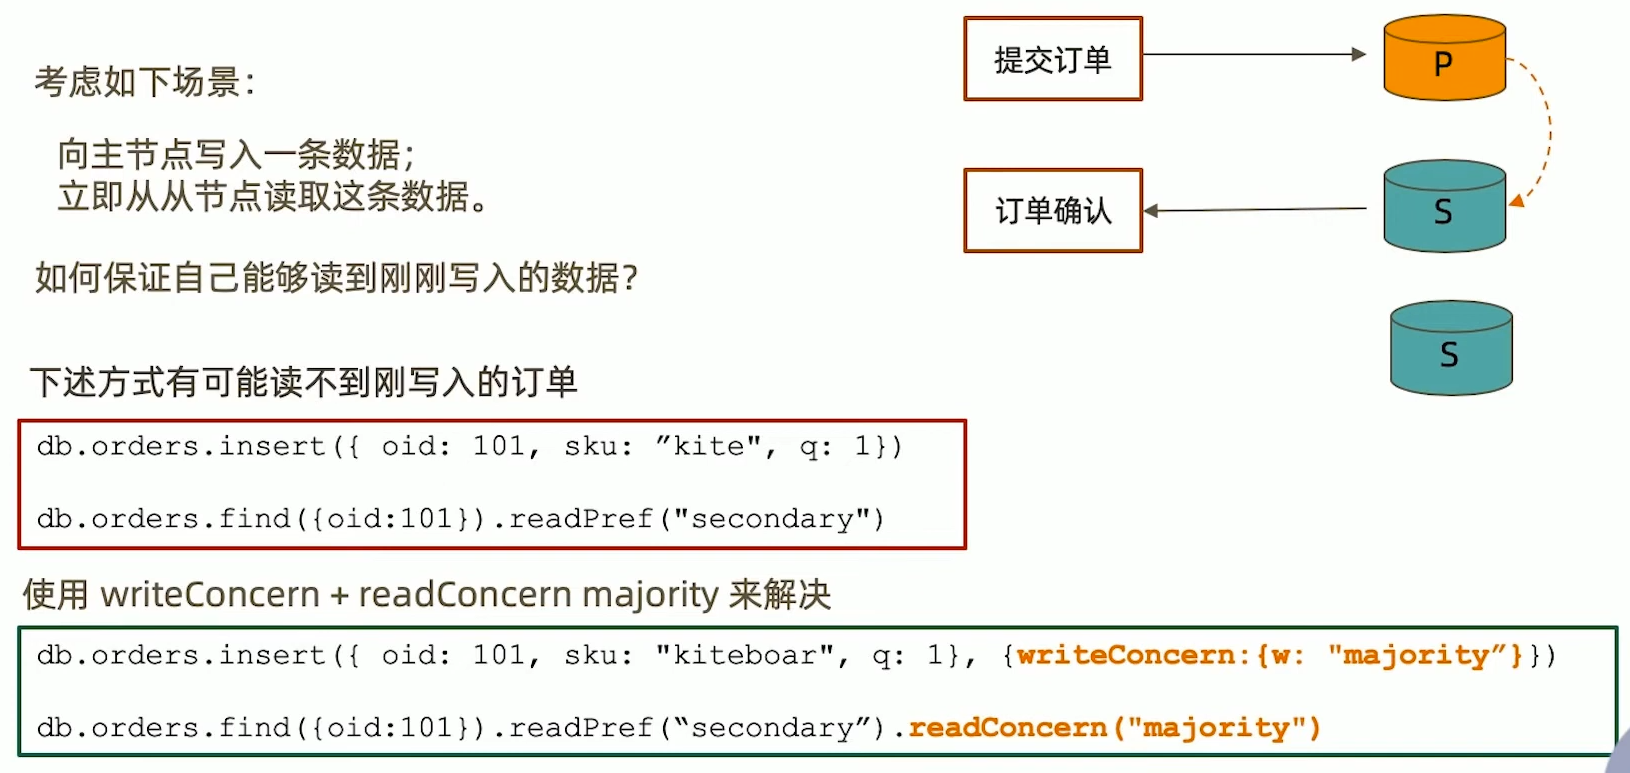 考虑如下场景：
向主节点写入一条数据；
立即从从节点读取这条数据。
如何保证自己能够读到刚刚写入的数据？
提交订单
P
订单确认
S
S
下述方式有可能读不到刚写入的订单
db.orders.insert({ oid: 101, sku: ”kite", q: 1})
db.orders.find({oid:101}).readPref("secondary")
使用 writeConcern + readConcern majority 来解决
db.orders.insert({ oid: 101, sku: "kiteboar", q: 1}, {writeConcern:{w: "majority”}})
db.orders.find({oid:101}).readPref(“secondary”).readConcern("majority")